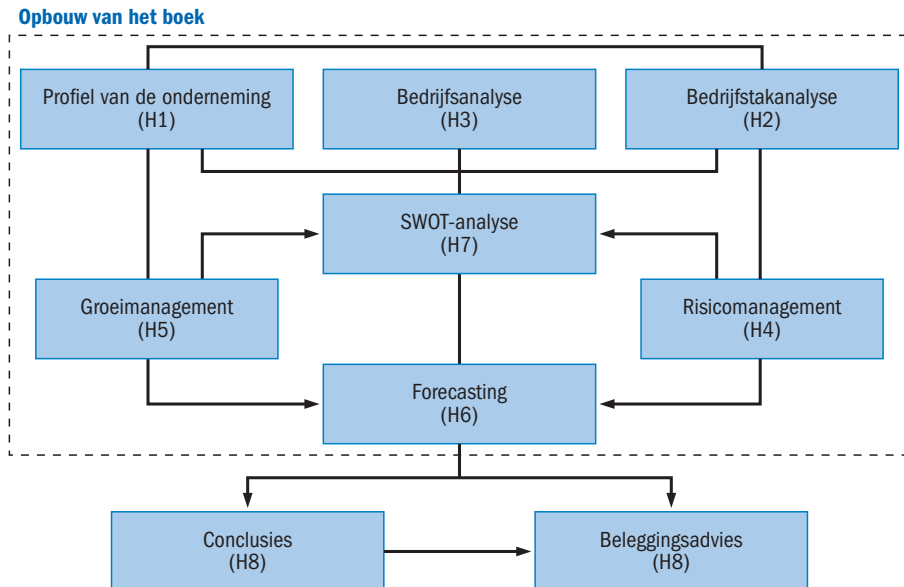 Opbouw van het boek
Profiel van de onderneming
(H1)
Bedrijfsanalyse
(H3)
Bedrijfstakanalyse
(H2)
SWOT-analyse
(H7)
Groeimanagement
(H5)
Risicomanagement
(H4)
Forecasting
(H6)
Conclusies
(H8)
Beleggingsadvies
(H8)